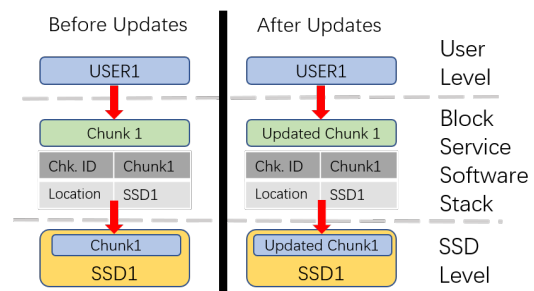 Before Updates
USER1
Chunk 1
Chk. ID Chunk1
Location SSD1
Chunk1
SSD1
After Updates
USER1
Updated Chunk 1
Chk. ID Chunk1
Location SSD1
Updated Chunk1
SSD1
User
Level
Block
Service
Software
Stack
SSD
Level